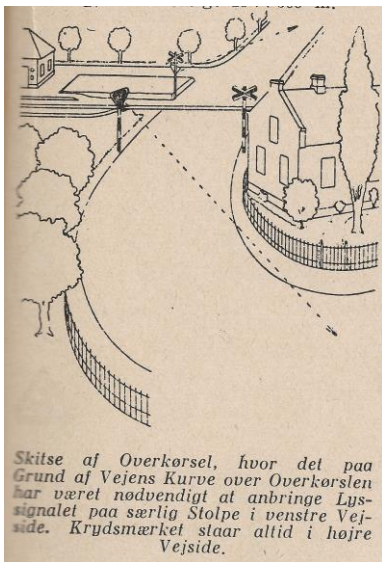 Skitse af Overkørsel, hvor det paa
Grund af Vejens Kurve over Overkørslen
har været nødvendigt at anbringe Lys-
signalet paa særlig Stolpe i venstre Vej-
side. Krydsmærket staar altid i højre
Vejside.